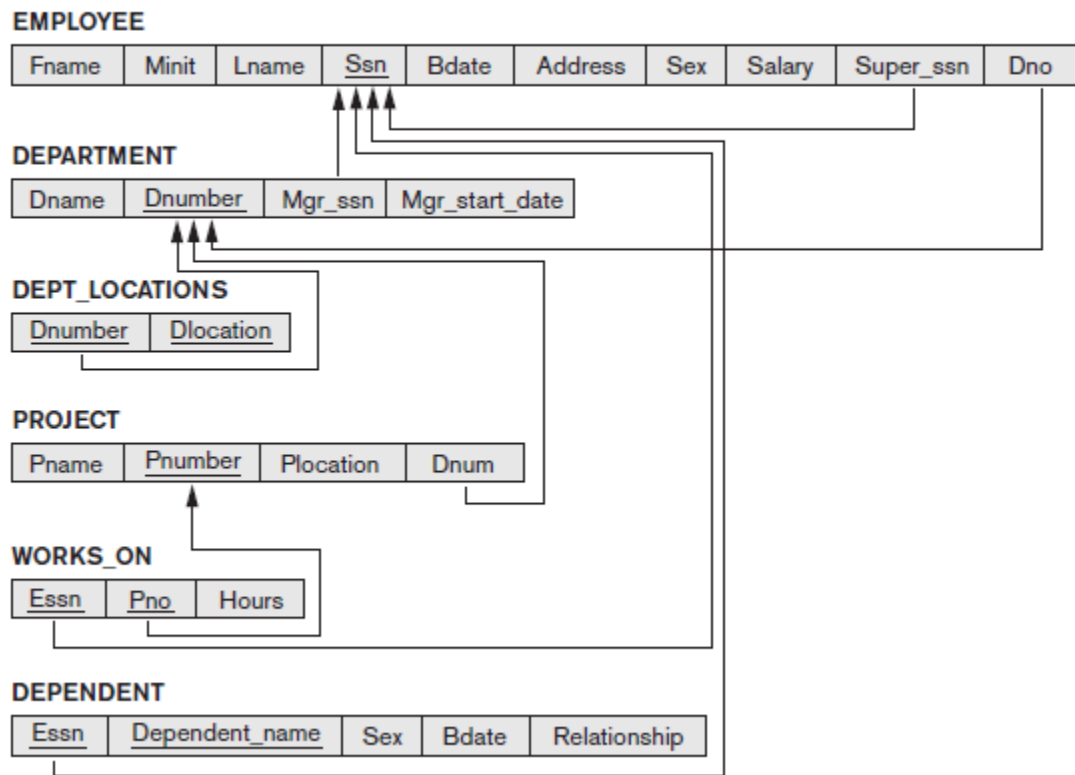 EMPLOYEE
Fname Minit Lname Ssn Bdate Address Sex Salary Super_ssn Dno
DEPARTMENT
Dname Dnumber Mgr_ssn Mgr_start_date
DEPT_LOCATIONS
Dnumber Dlocation
PROJECT
Pname Pnumber Plocation Dnum
WORKS_ON
Essn Pno Hours
DEPENDENT
Essn Dependent_name Sex Bdate Relationship